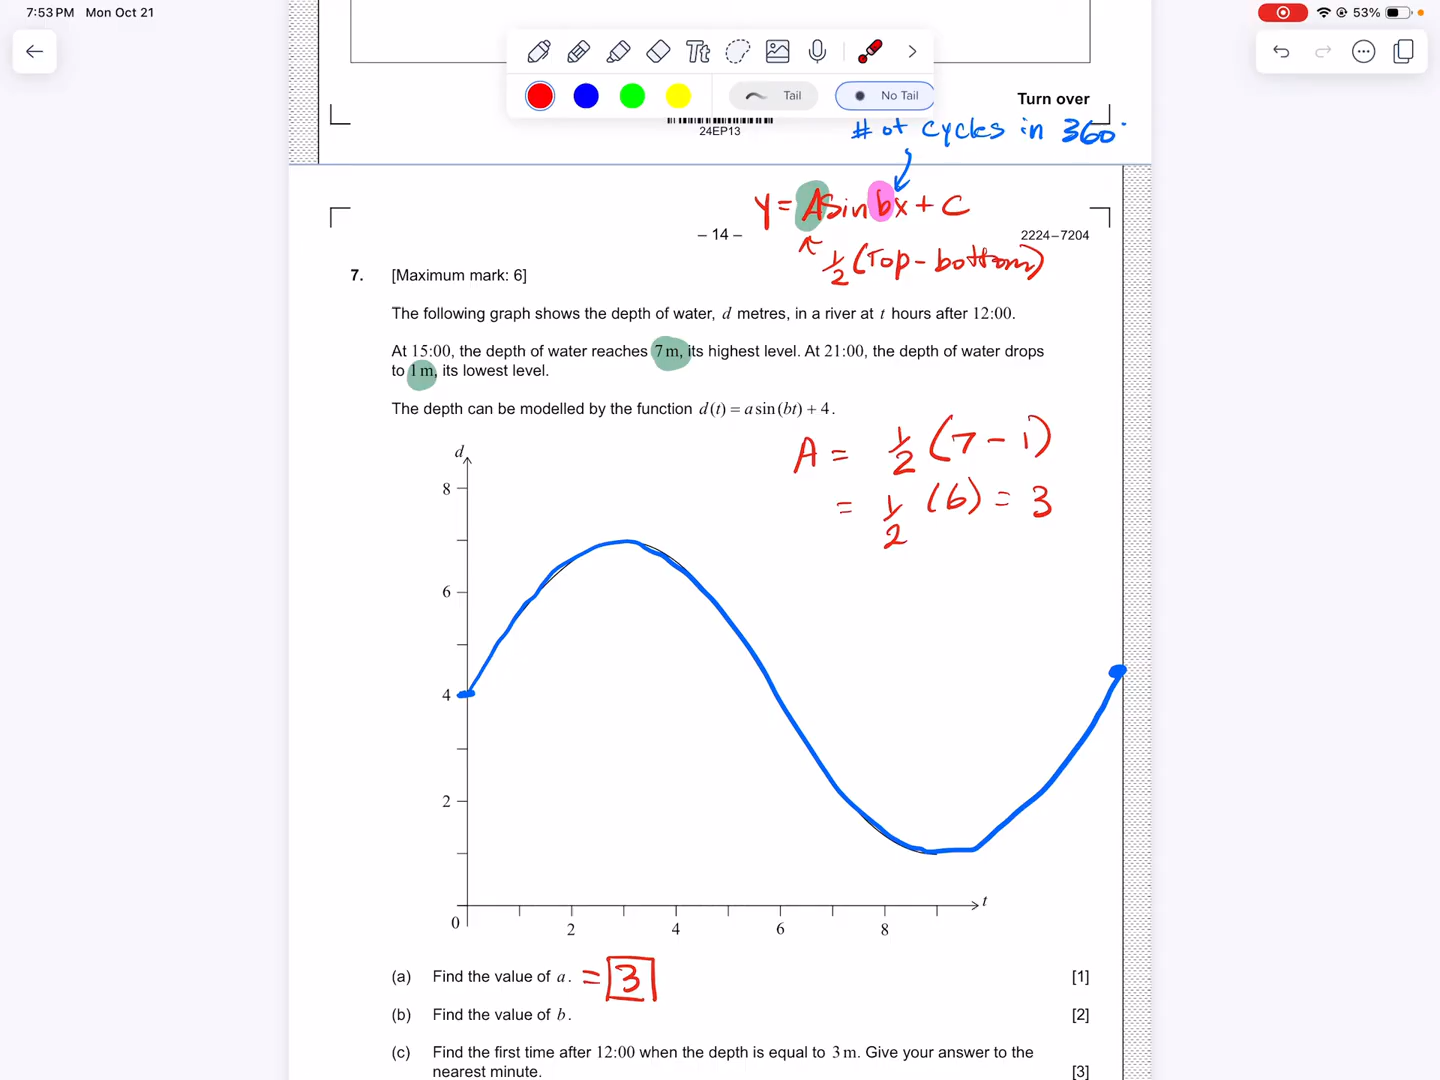 7:53 PM Mon Oct 21
53%
Tt
Tail
No Tail
Turn over
24EP13
# of cycles in 360°
y = A sin bx + C
– 14 –
2224–7204
½ (Top – bottom)
7. [Maximum mark: 6]
The following graph shows the depth of water, d metres, in a river at t hours after 12:00.
At 15:00, the depth of water reaches 7 m, its highest level. At 21:00, the depth of water drops
to 1 m, its lowest level.
The depth can be modelled by the function d(t) = a sin(bt) + 4.
A = ½ (7 – 1)
= ½ (6) = 3
d
8
6
4
2
0
2
4
6
8
t
(a) Find the value of a. = 3 [1]
(b) Find the value of b. [2]
(c) Find the first time after 12:00 when the depth is equal to 3 m. Give your answer to the
nearest minute. [3]